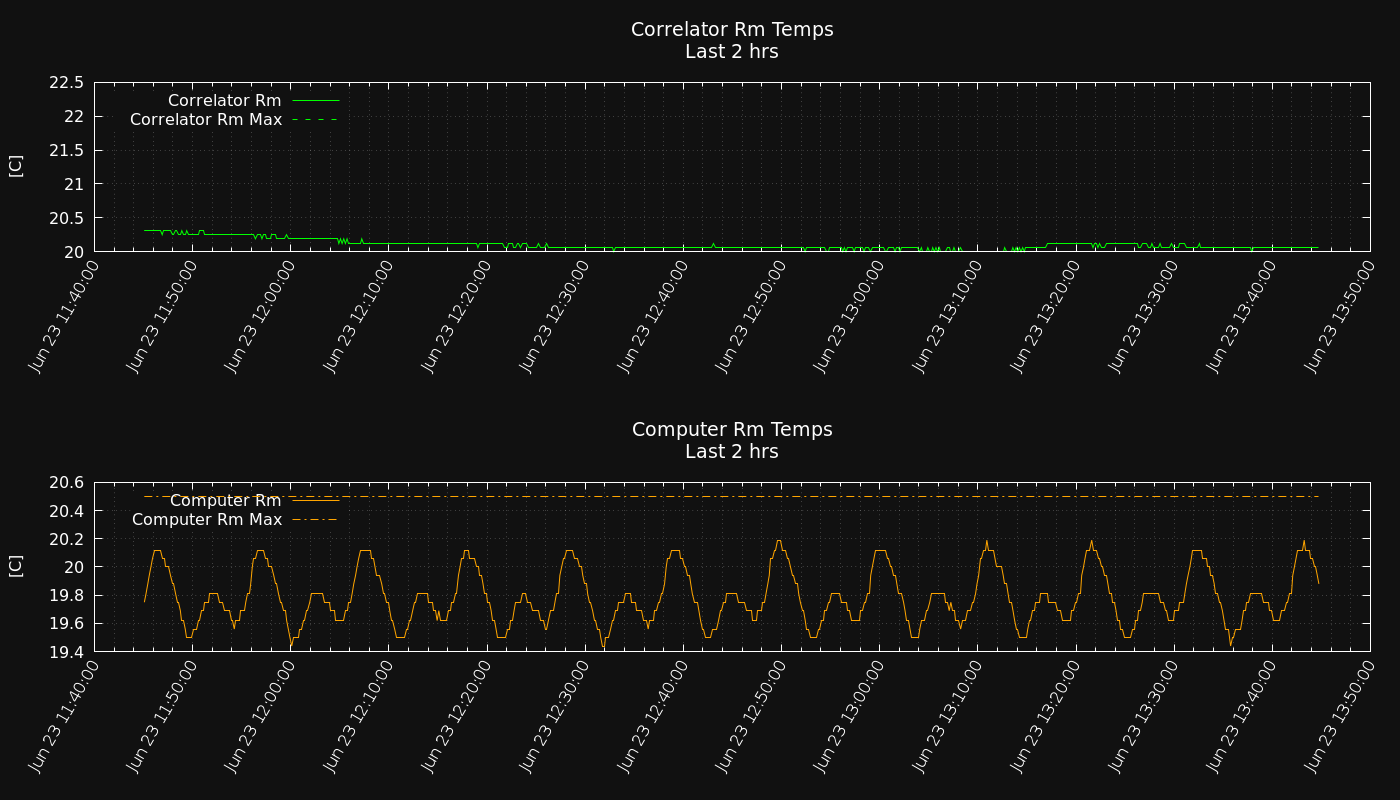 Correlator Rm Temps
Last 2 hrs
[C]
22.5
22
21.5
21
20.5
20
Correlator Rm
Correlator Rm Max
Jun 23 11:40:00
Jun 23 11:50:00
Jun 23 12:00:00
Jun 23 12:10:00
Jun 23 12:20:00
Jun 23 12:30:00
Jun 23 12:40:00
Jun 23 12:50:00
Jun 23 13:00:00
Jun 23 13:10:00
Jun 23 13:20:00
Jun 23 13:30:00
Jun 23 13:40:00
Jun 23 13:50:00
Computer Rm Temps
Last 2 hrs
[C]
20.6
20.4
20.2
20
19.8
19.6
19.4
Computer Rm
Computer Rm Max
Jun 23 11:40:00
Jun 23 11:50:00
Jun 23 12:00:00
Jun 23 12:10:00
Jun 23 12:20:00
Jun 23 12:30:00
Jun 23 12:40:00
Jun 23 12:50:00
Jun 23 13:00:00
Jun 23 13:10:00
Jun 23 13:20:00
Jun 23 13:30:00
Jun 23 13:40:00
Jun 23 13:50:00